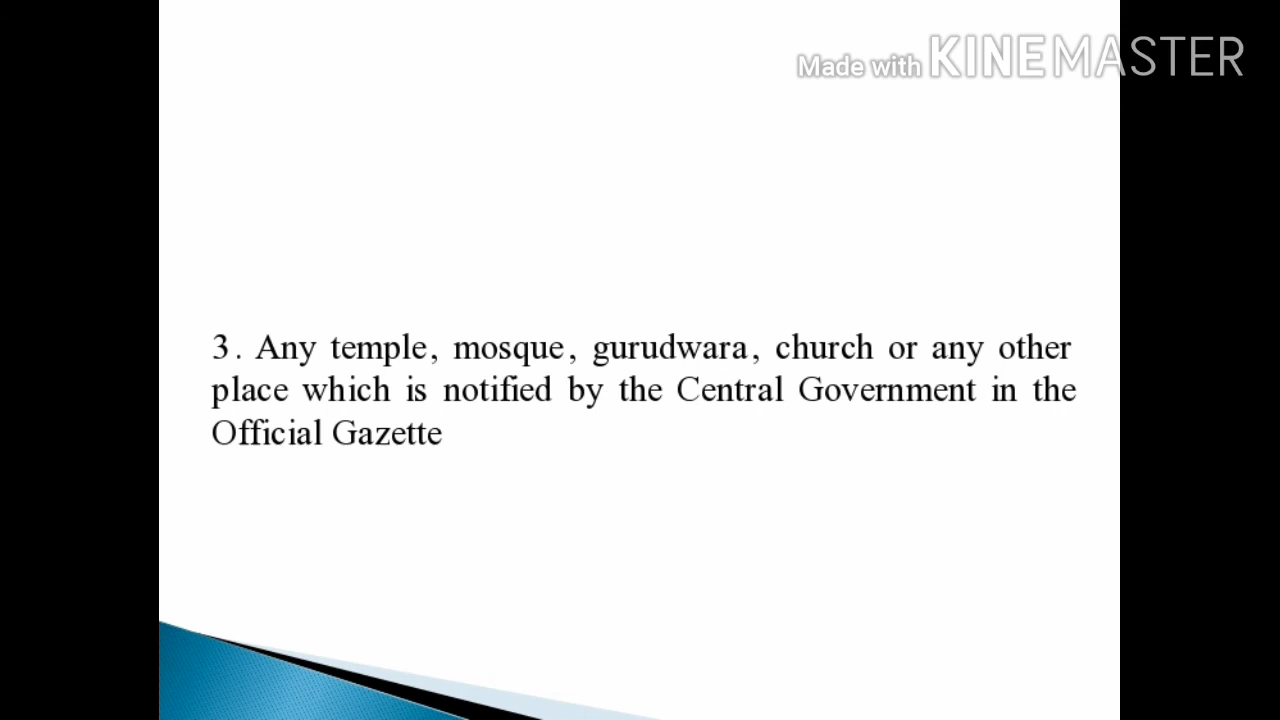 Made with KINEMASTER
3. Any temple, mosque, gurudwara, church or any other
place which is notified by the Central Government in the
Official Gazette